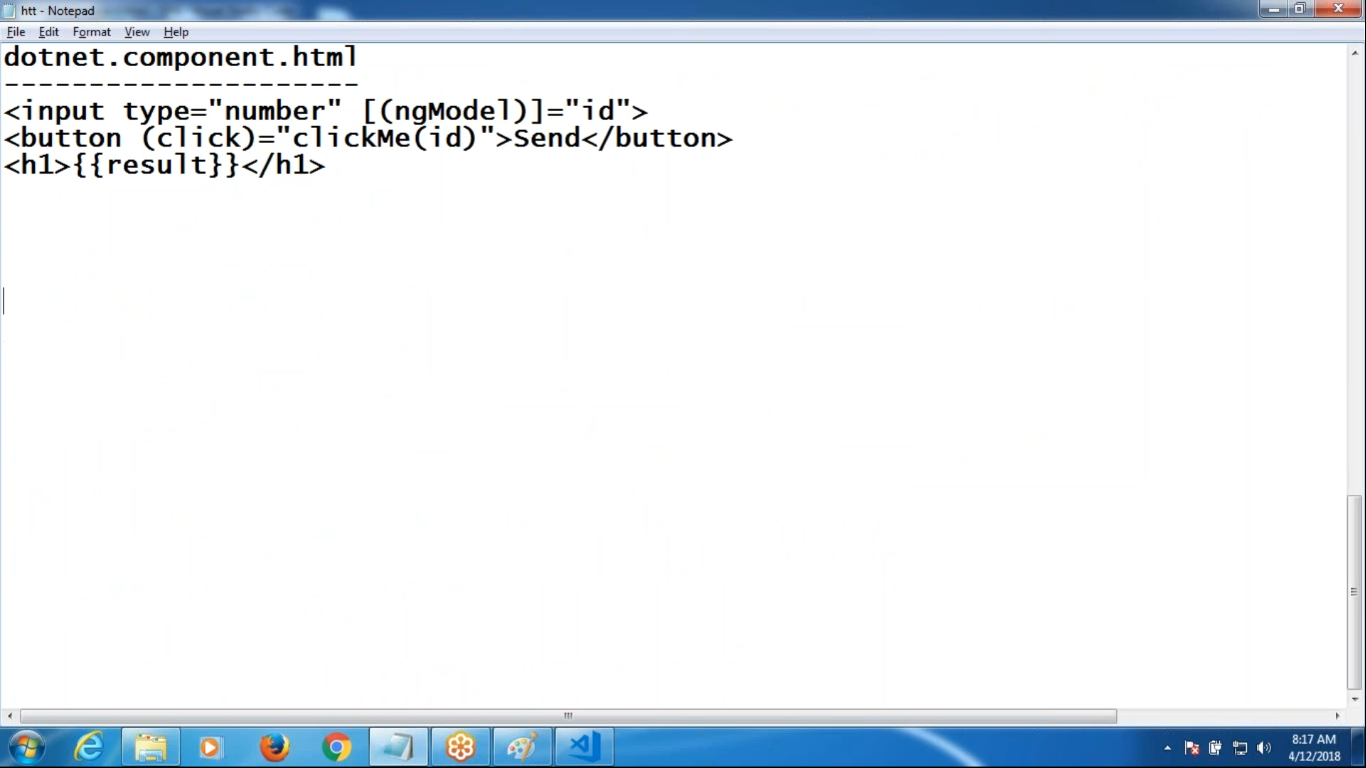 htt - Notepad
File Edit Format View Help
dotnet.component.html
---------------------
<input type="number" [(ngModel)]="id">
<button (click)="clickMe(id)">Send</button>
<h1>{{result}}</h1>
8:17 AM
4/12/2018